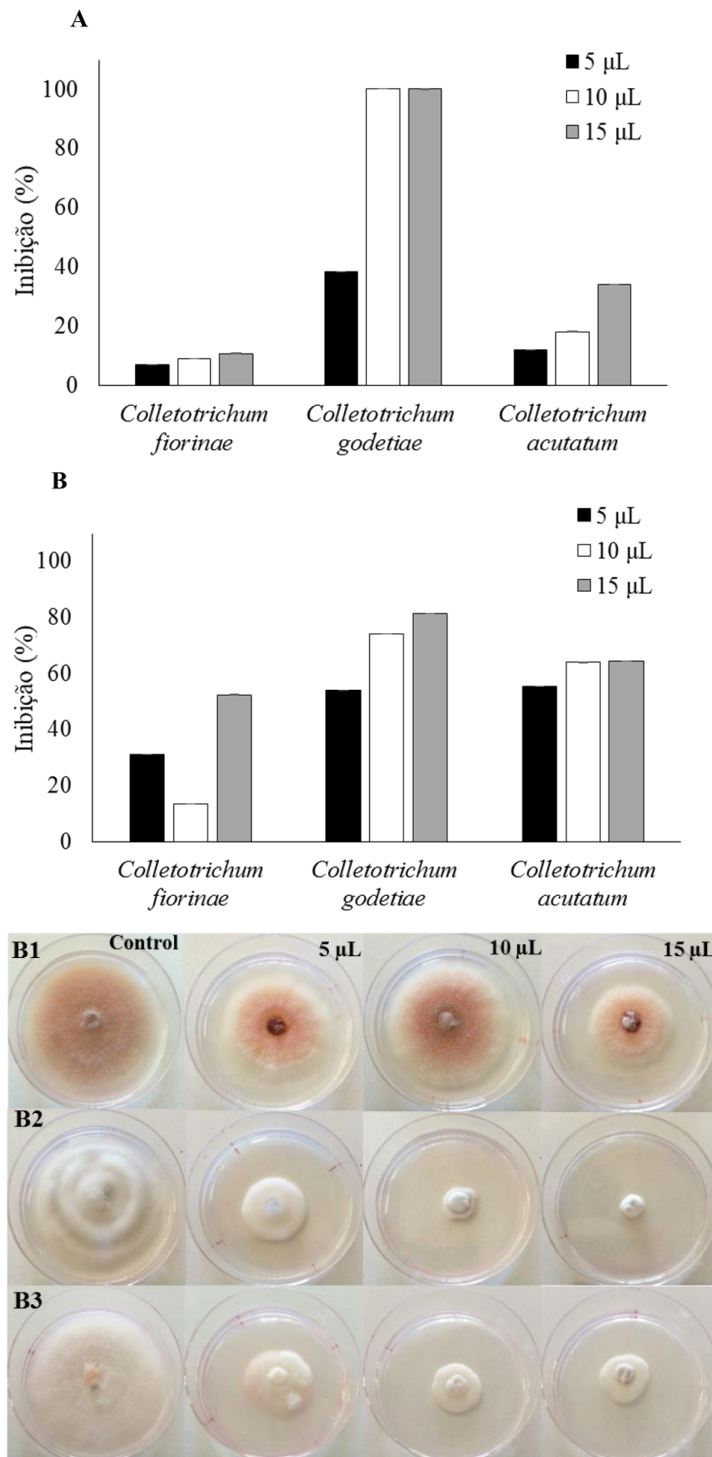 A
5 µL
10 µL
15 µL
Inibição (%)
100
80
60
40
20
0
Colletotrichum
fiorinae
Colletotrichum
godetiae
Colletotrichum
acutatum
B
5 µL
10 µL
15 µL
Inibição (%)
100
80
60
40
20
0
Colletotrichum
fiorinae
Colletotrichum
godetiae
Colletotrichum
acutatum
B1 Control 5 µL 10 µL 15 µL
B2
B3